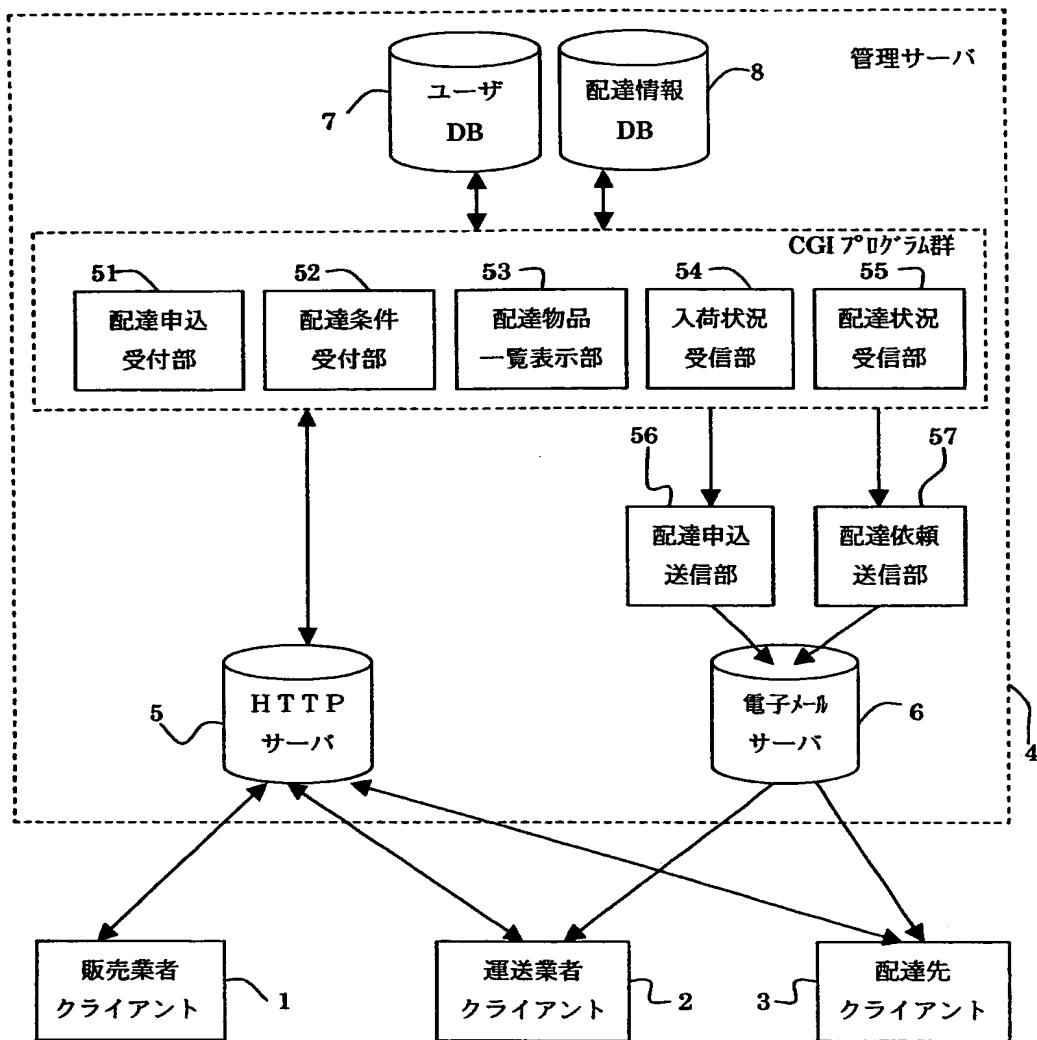 管理サーバ
ユーザ
DB
7
配達情報
DB
8
CGIプログラム群
51
配達申込
受付部
52
配達条件
受付部
53
配達物品
一覧表示部
54
入荷状況
受信部
55
配達状況
受信部
56
配達申込
送信部
57
配達依頼
送信部
5
HTTP
サーバ
電子メール
サーバ
6
4
販売業者
クライアント
1
運送業者
クライアント
2
3
配達先
クライアント